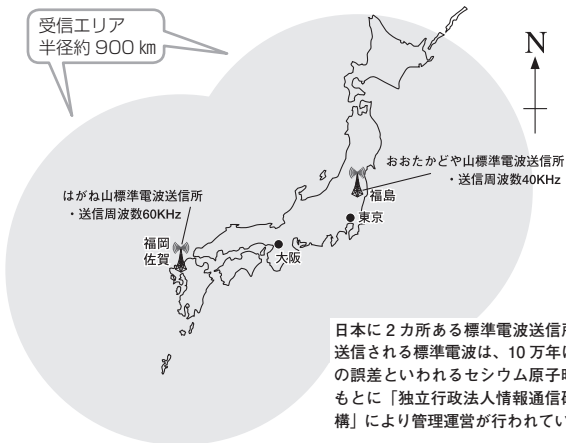 受信エリア
半径約 900 km
N
おおたかどや山標準電波送信所
・送信周波数40KHz
福島
東京
はがね山標準電波送信所
・送信周波数60KHz
福岡
佐賀
大阪
日本に 2 カ所ある標準電波送信所
送信される標準電波は、10 万年に
の誤差といわれるセシウム原子時
もとに「独立行政法人情報通信研
構」により管理運営が行われてい